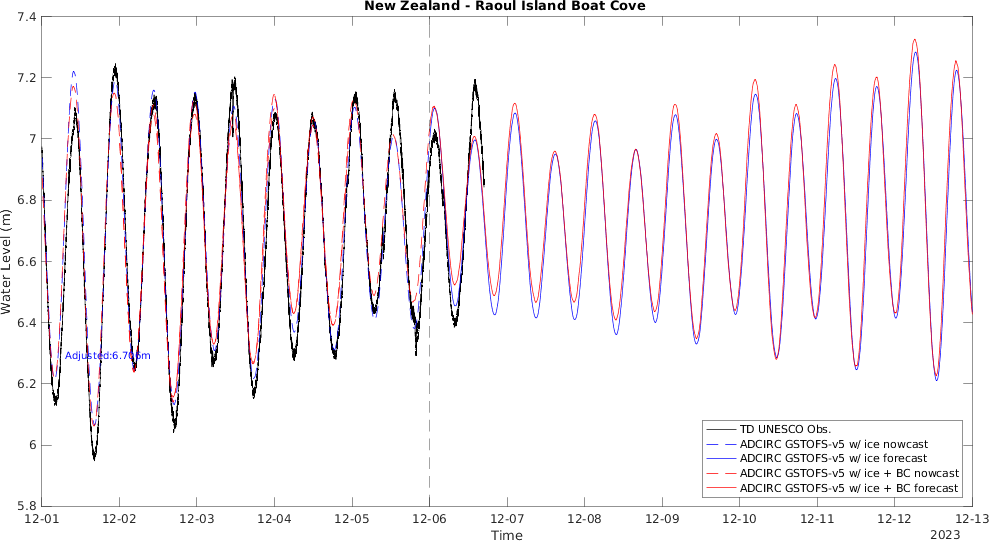 New Zealand - Raoul Island Boat Cove
7.4
7.2
7
6.8
6.6
6.4
6.2
6
5.8
Water Level (m)
TD UNESCO Obs.
ADCIRC GSTOFS-v5 w/ ice nowcast
ADCIRC GSTOFS-v5 w/ ice forecast
ADCIRC GSTOFS-v5 w/ ice + BC nowcast
ADCIRC GSTOFS-v5 w/ ice + BC forecast
12-01 12-02 12-03 12-04 12-05 12-06 12-07 12-08 12-09 12-10 12-11 12-12 12-13
Time
2023